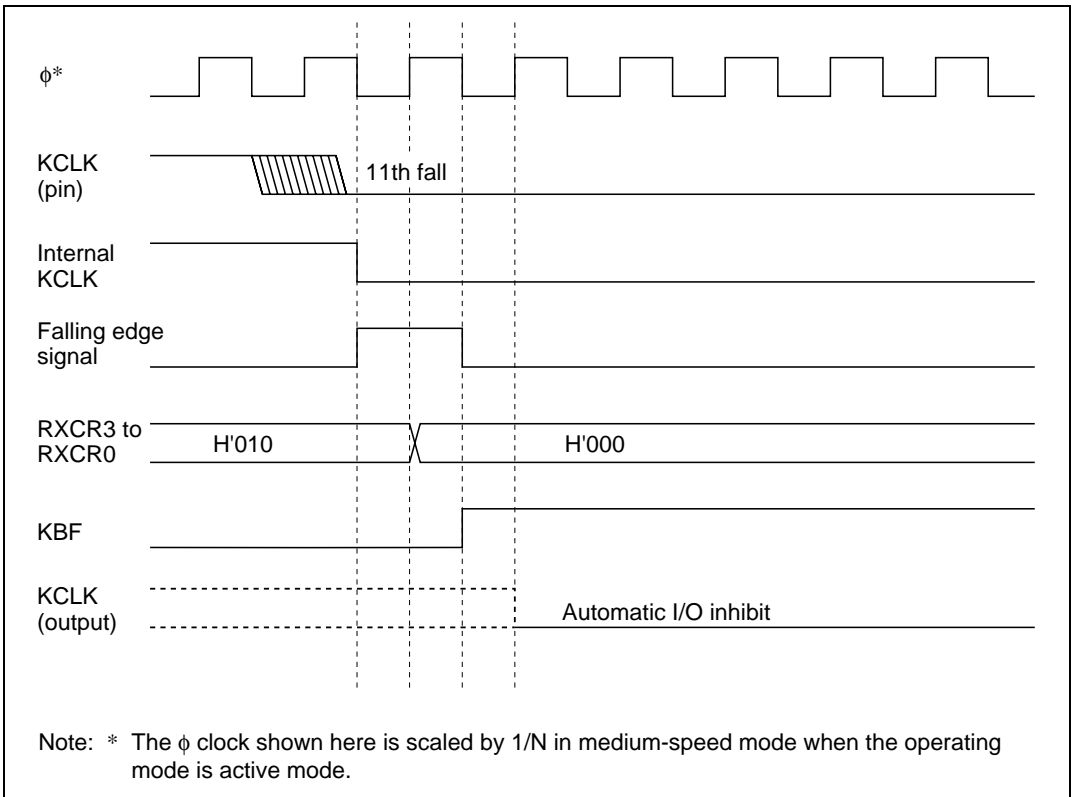 ϕ*
KCLK
(pin)
11th fall
Internal
KCLK
Falling edge
signal
RXCR3 to
RXCR0
H'010
H'000
KBF
KCLK
(output)
Automatic I/O inhibit
Note: * The ϕ clock shown here is scaled by 1/N in medium-speed mode when the operating
mode is active mode.